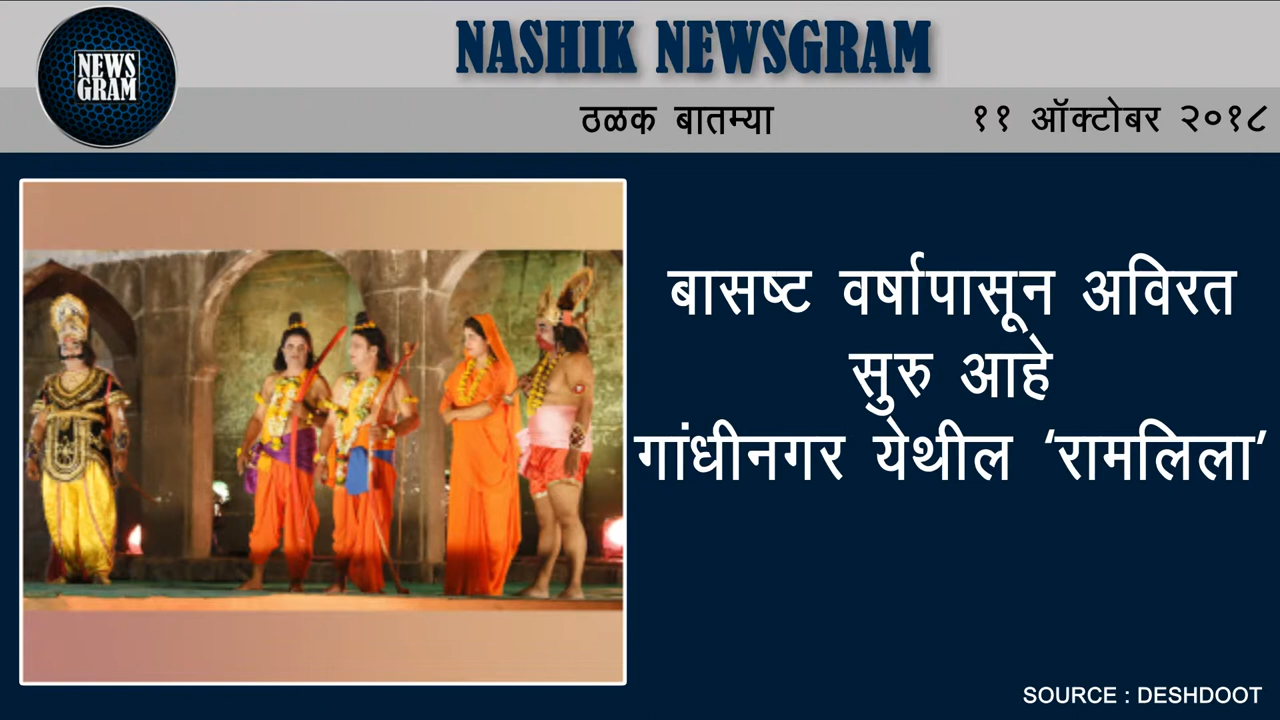 NASHIK NEWSGRAM
NEWS
GRAM
ठळक बातम्या
११ ऑक्टोबर २०१८
बासष्ट वर्षापासून अविरत
सुरु आहे
गांधीनगर येथील ‘रामलिला’
SOURCE : DESHDOOT